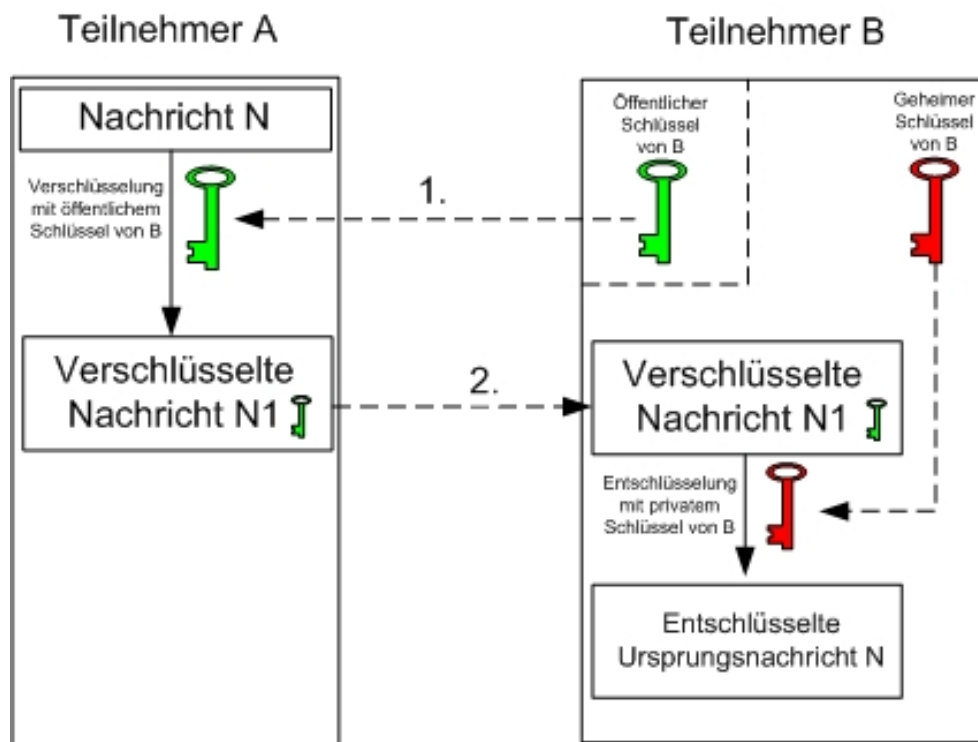 Teilnehmer A
Nachricht N
Verschlüsselung
mit öffentlichem
Schlüssel von B
Verschlüsselte
Nachricht N1
1.
2.
Teilnehmer B
Öffentlicher
Schlüssel
von B
Geheimer
Schlüssel
von B
Verschlüsselte
Nachricht N1
Entschlüsselung
mit privatem
Schlüssel von B
Entschlüsselte
Ursprungsnachricht N